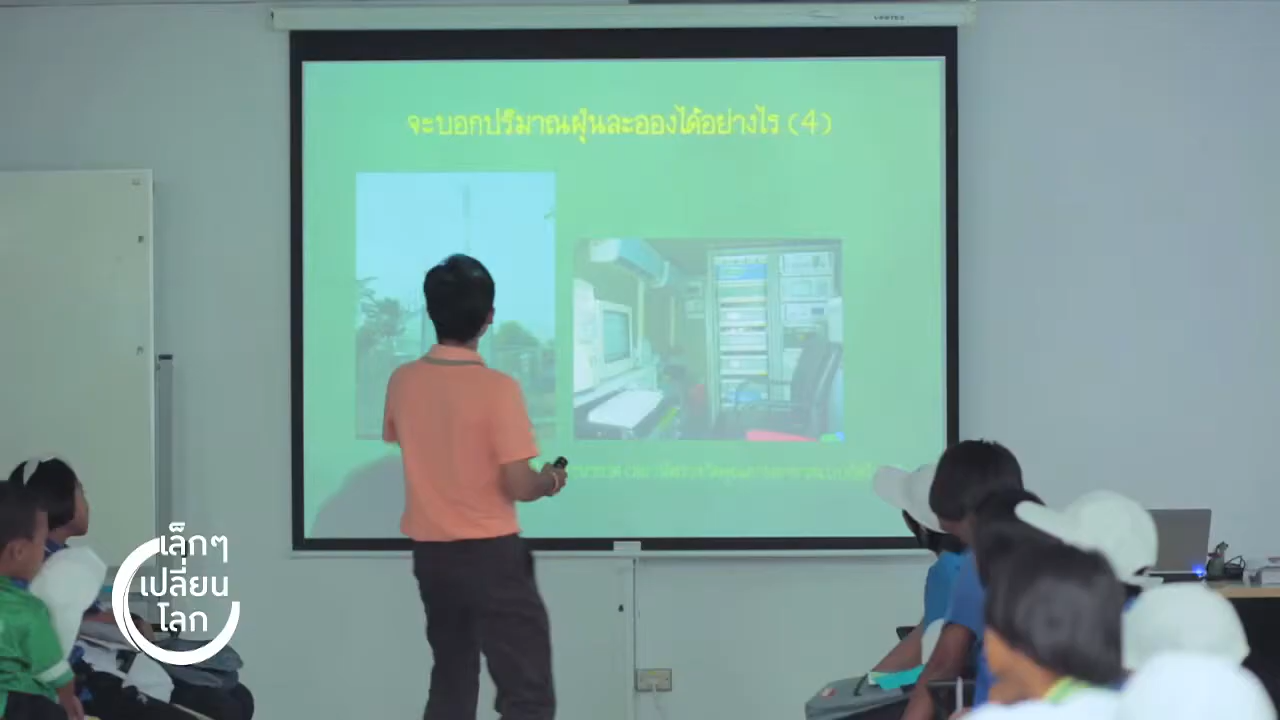 VERTEX
จะบอกปริมาณฝุ่นละอองได้อย่างไร (4)
เล็กๆ
เปลี่ยน
โลก